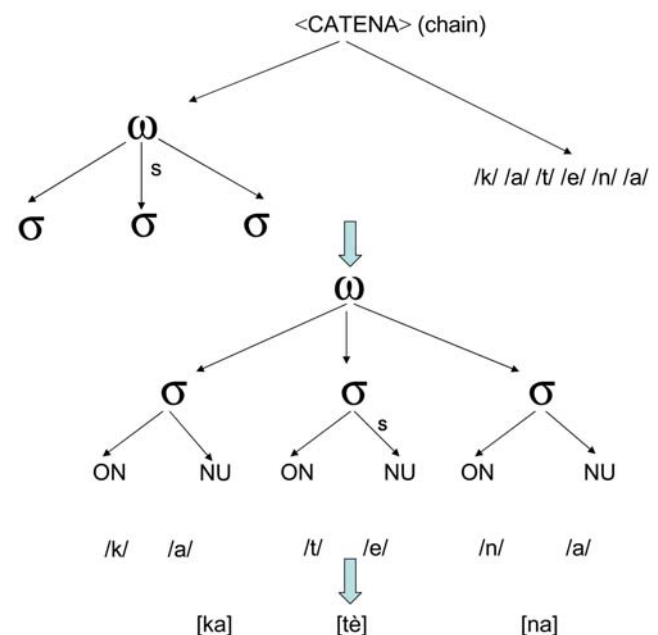 <CATENA> (chain)
ω
s
/k/ /a/ /t/ /e/ /n/ /a/
σ σ σ
ω
σ σ σ
s
ON NU ON NU ON NU
/k/ /a/ /t/ /e/ /n/ /a/
[ka] [tè] [na]